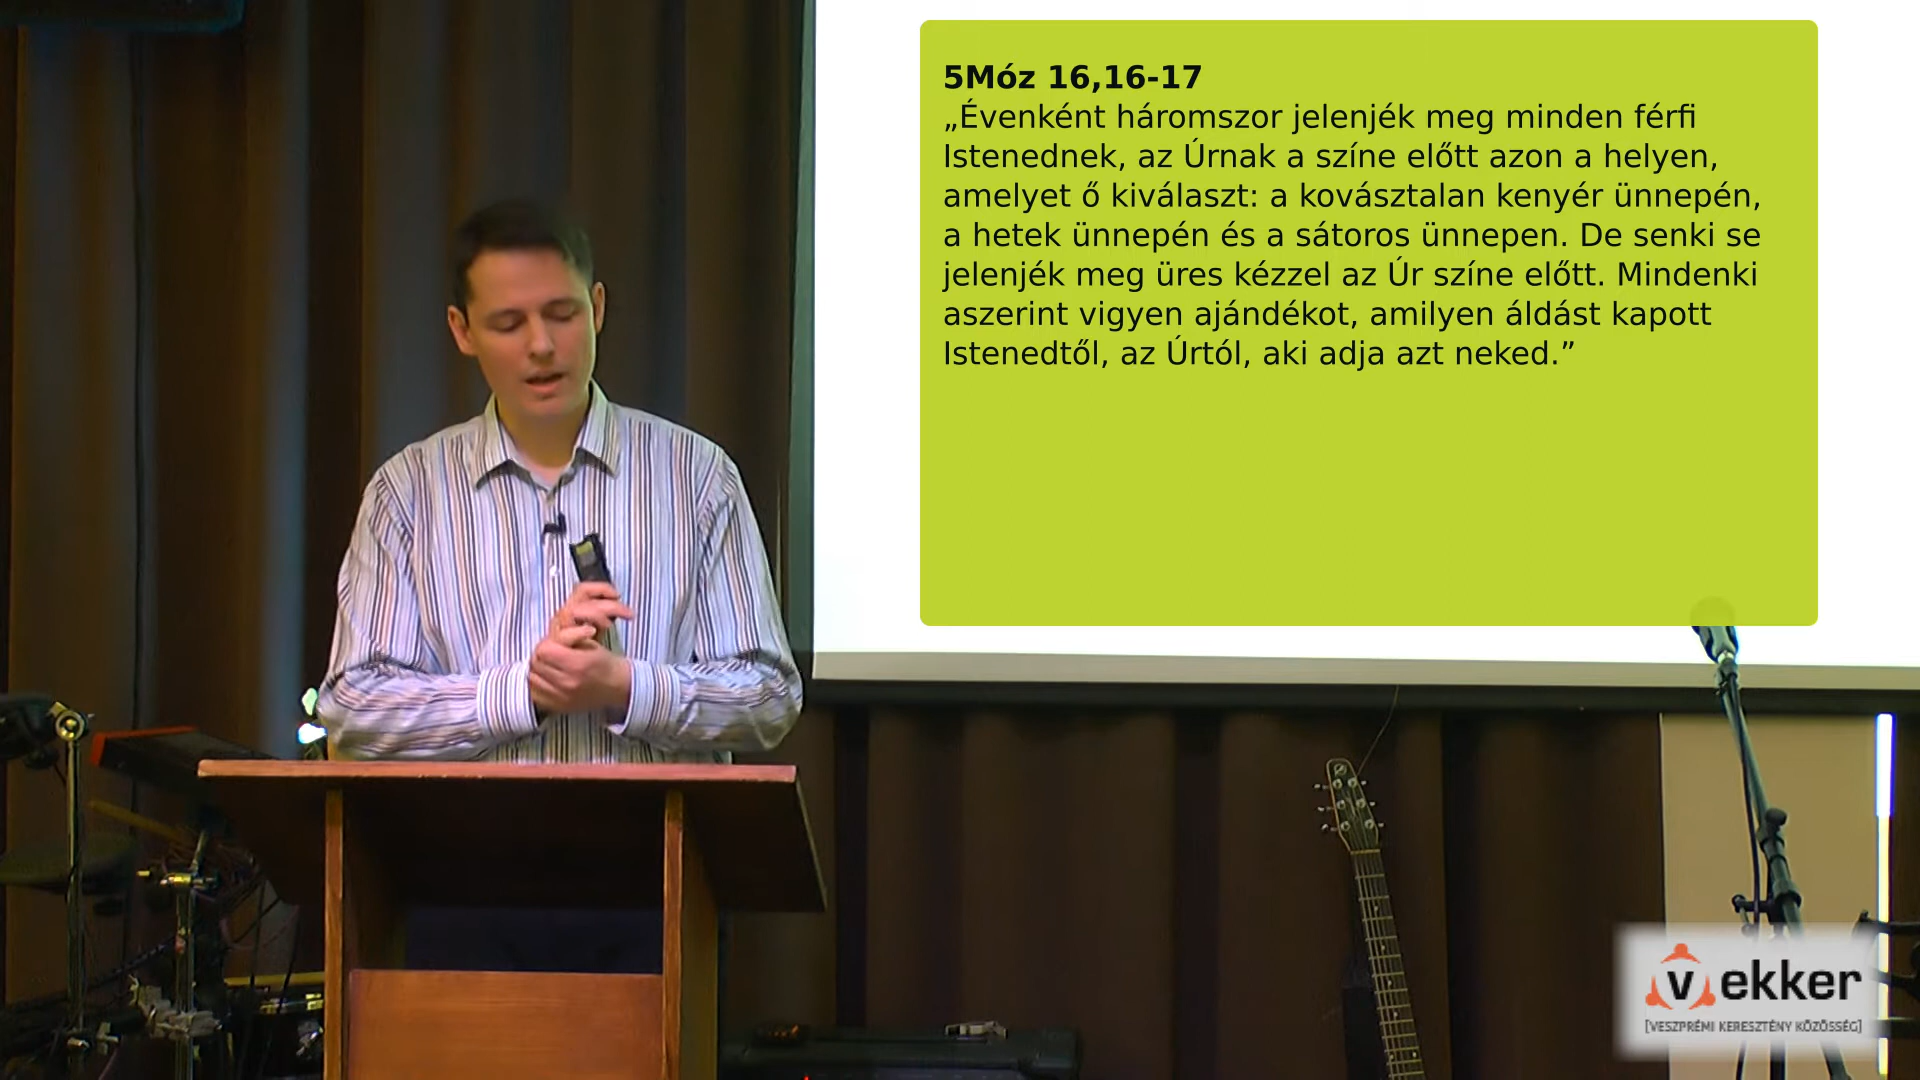 5Móz 16,16-17
„Évenként háromszor jelenjék meg minden férfi
Istenednek, az Úrnak a színe előtt azon a helyen,
amelyet ő kiválaszt: a kovásztalan kenyér ünnepén,
a hetek ünnepén és a sátoros ünnepen. De senki se
jelenjék meg üres kézzel az Úr színe előtt. Mindenki
aszerint vigyen ajándékot, amilyen áldást kapott
Istenedtől, az Úrtól, aki adja azt neked.”
vekker
[VESZPRÉMI KERESZTÉNY KÖZÖSSÉG]